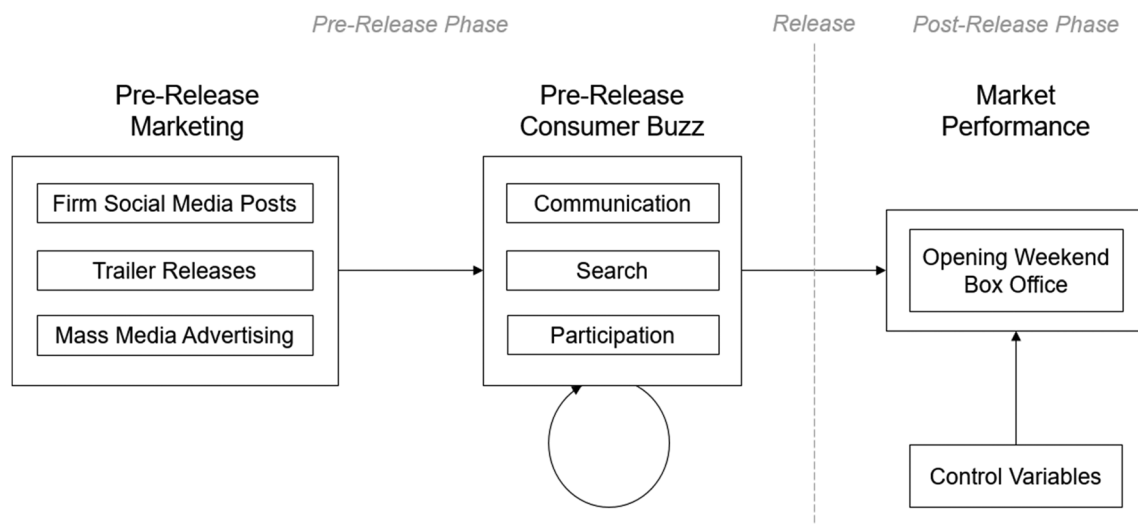 Pre-Release Phase
Release
Post-Release Phase
Pre-Release
Marketing
Firm Social Media Posts
Trailer Releases
Mass Media Advertising
Pre-Release
Consumer Buzz
Communication
Search
Participation
Market
Performance
Opening Weekend
Box Office
Control Variables